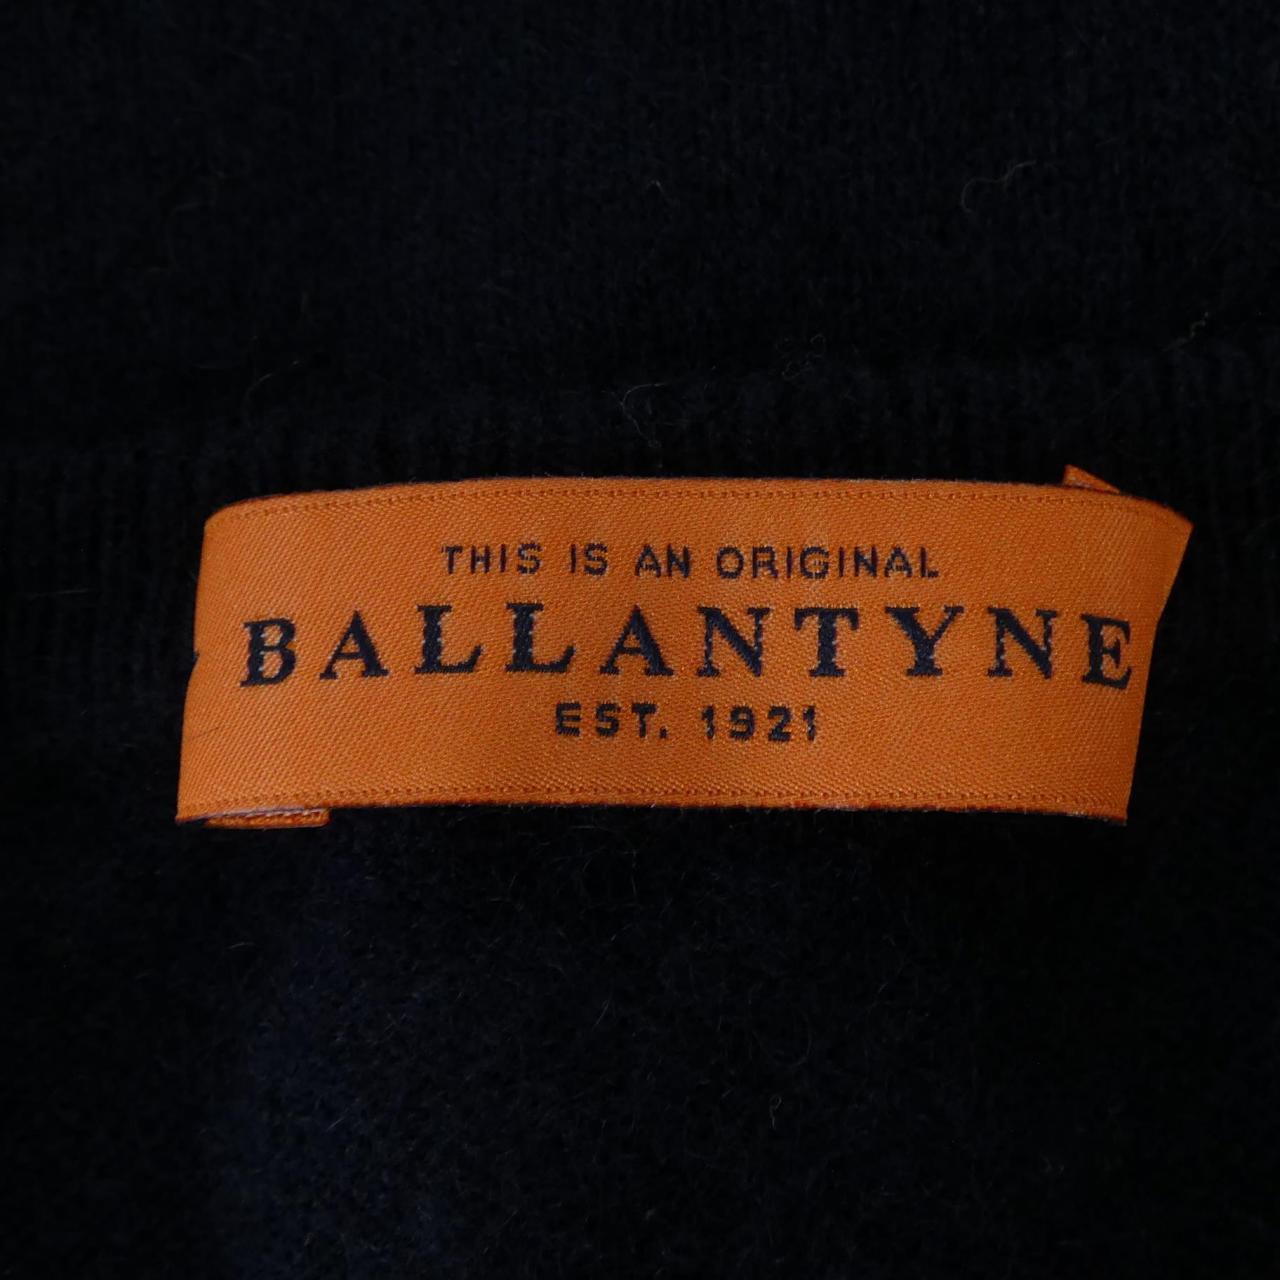 THIS IS AN ORIGINAL
BALLANTYNE
EST. 1921